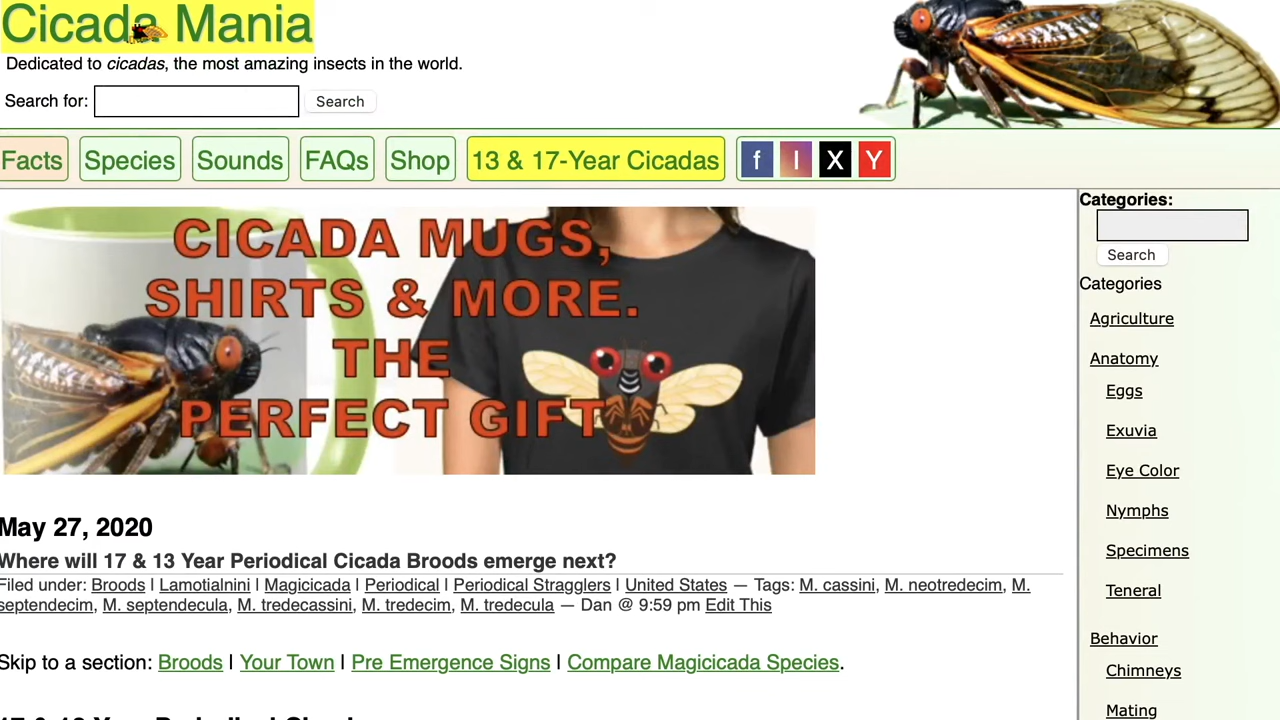 Cicada Mania
Dedicated to cicadas, the most amazing insects in the world.
Search for: Search
Facts Species Sounds FAQs Shop 13 & 17-Year Cicadas f I X Y
CICADA MUGS,
SHIRTS & MORE.
THE
PERFECT GIFT
May 27, 2020
Where will 17 & 13 Year Periodical Cicada Broods emerge next?
Filed under: Broods | Lamotialnini | Magicicada | Periodical | Periodical Stragglers | United States — Tags: M. cassini, M. neotredecim, M.
septendecim, M. septendecula, M. tredecassini, M. tredecim, M. tredecula — Dan @ 9:59 pm Edit This
Skip to a section: Broods | Your Town | Pre Emergence Signs | Compare Magicicada Species.
Categories:
Search
Categories
Agriculture
Anatomy
Eggs
Exuvia
Eye Color
Nymphs
Specimens
Teneral
Behavior
Chimneys
Mating